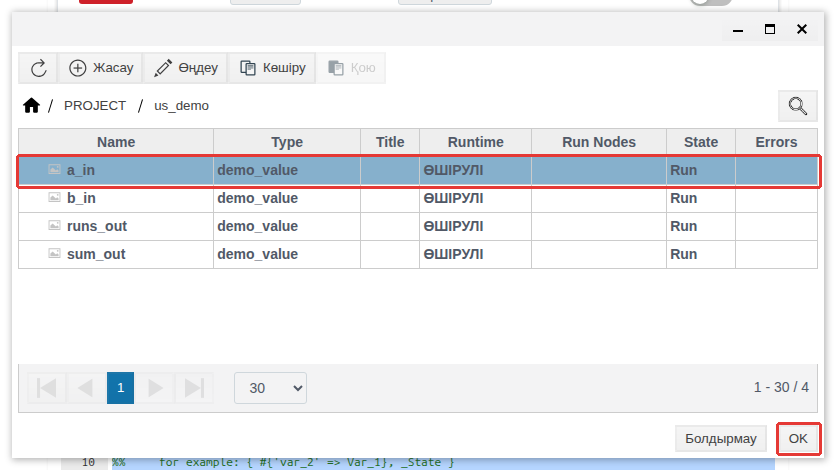 Жасау Өңдеу Көшіру Қою
/ PROJECT / us_demo
Name Type Title Runtime Run Nodes State Errors
a_in demo_value ӨШІРУЛІ Run
b_in demo_value ӨШІРУЛІ Run
runs_out demo_value ӨШІРУЛІ Run
sum_out demo_value ӨШІРУЛІ Run
1 30 1 - 30 / 4
Болдырмау OK
10 %% for example: { #{'var_2' => Var_1}, _State }